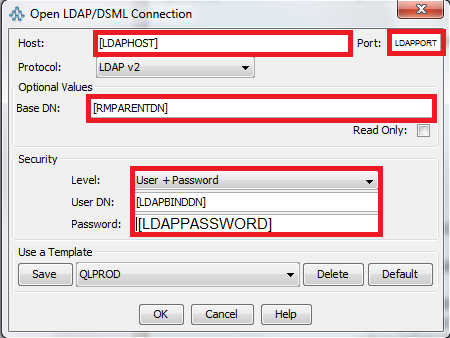 Open LDAP/DSML Connection
Host: [LDAPHOST] Port: LDAPPORT
Protocol: LDAP v2
Optional Values
Base DN: [RMPARENTDN]
Read Only:
Security
Level: User + Password
User DN: [LDAPBINDDN]
Password: [LDAPPASSWORD]
Use a Template
Save QLPROD Delete Default
OK Cancel Help